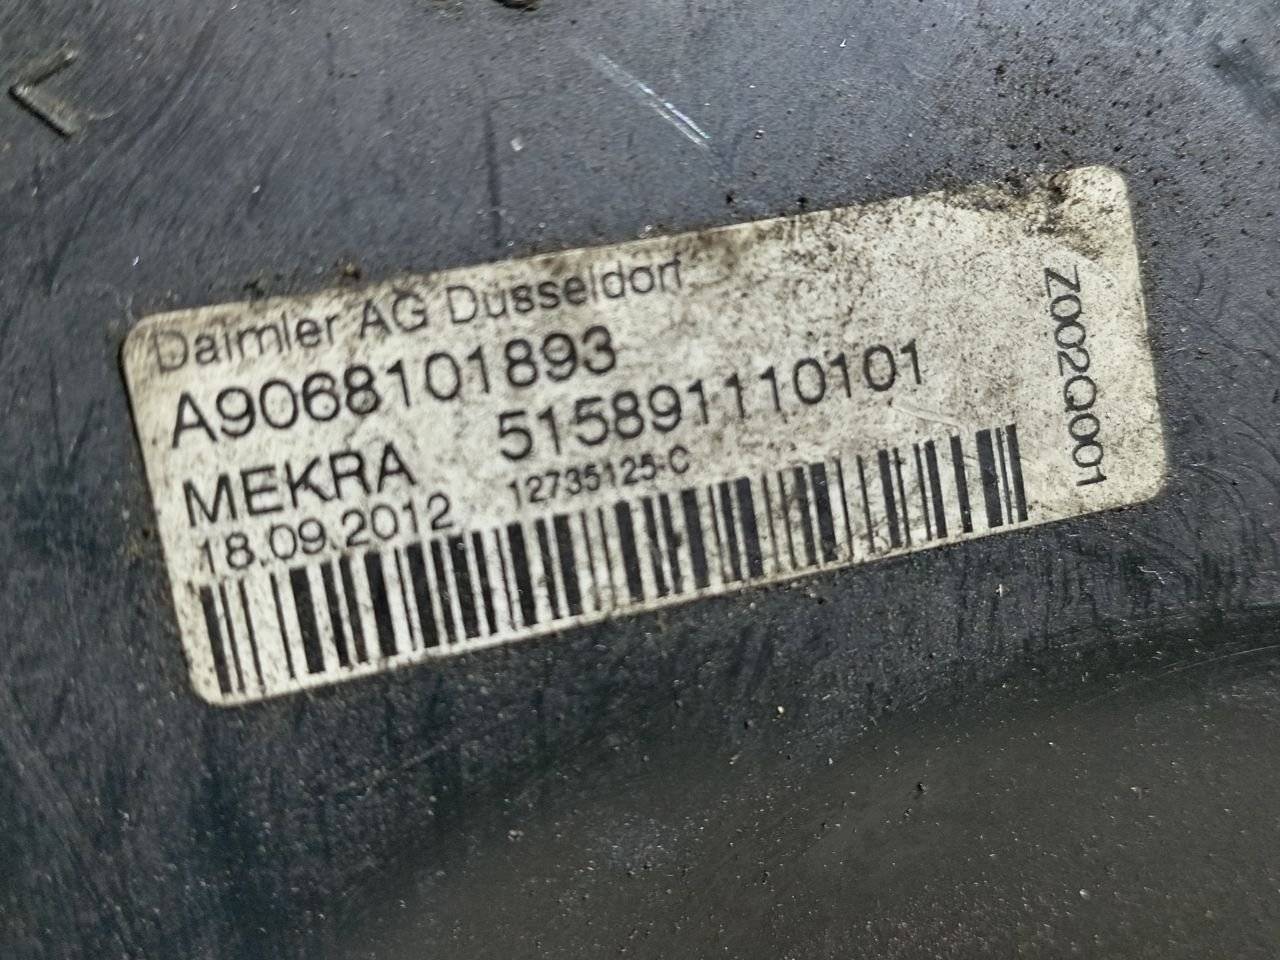 Daimler AG Düsseldorf
A9068101893
MEKRA 515891110101
18.09.2012 12735125-C
Z002Q001